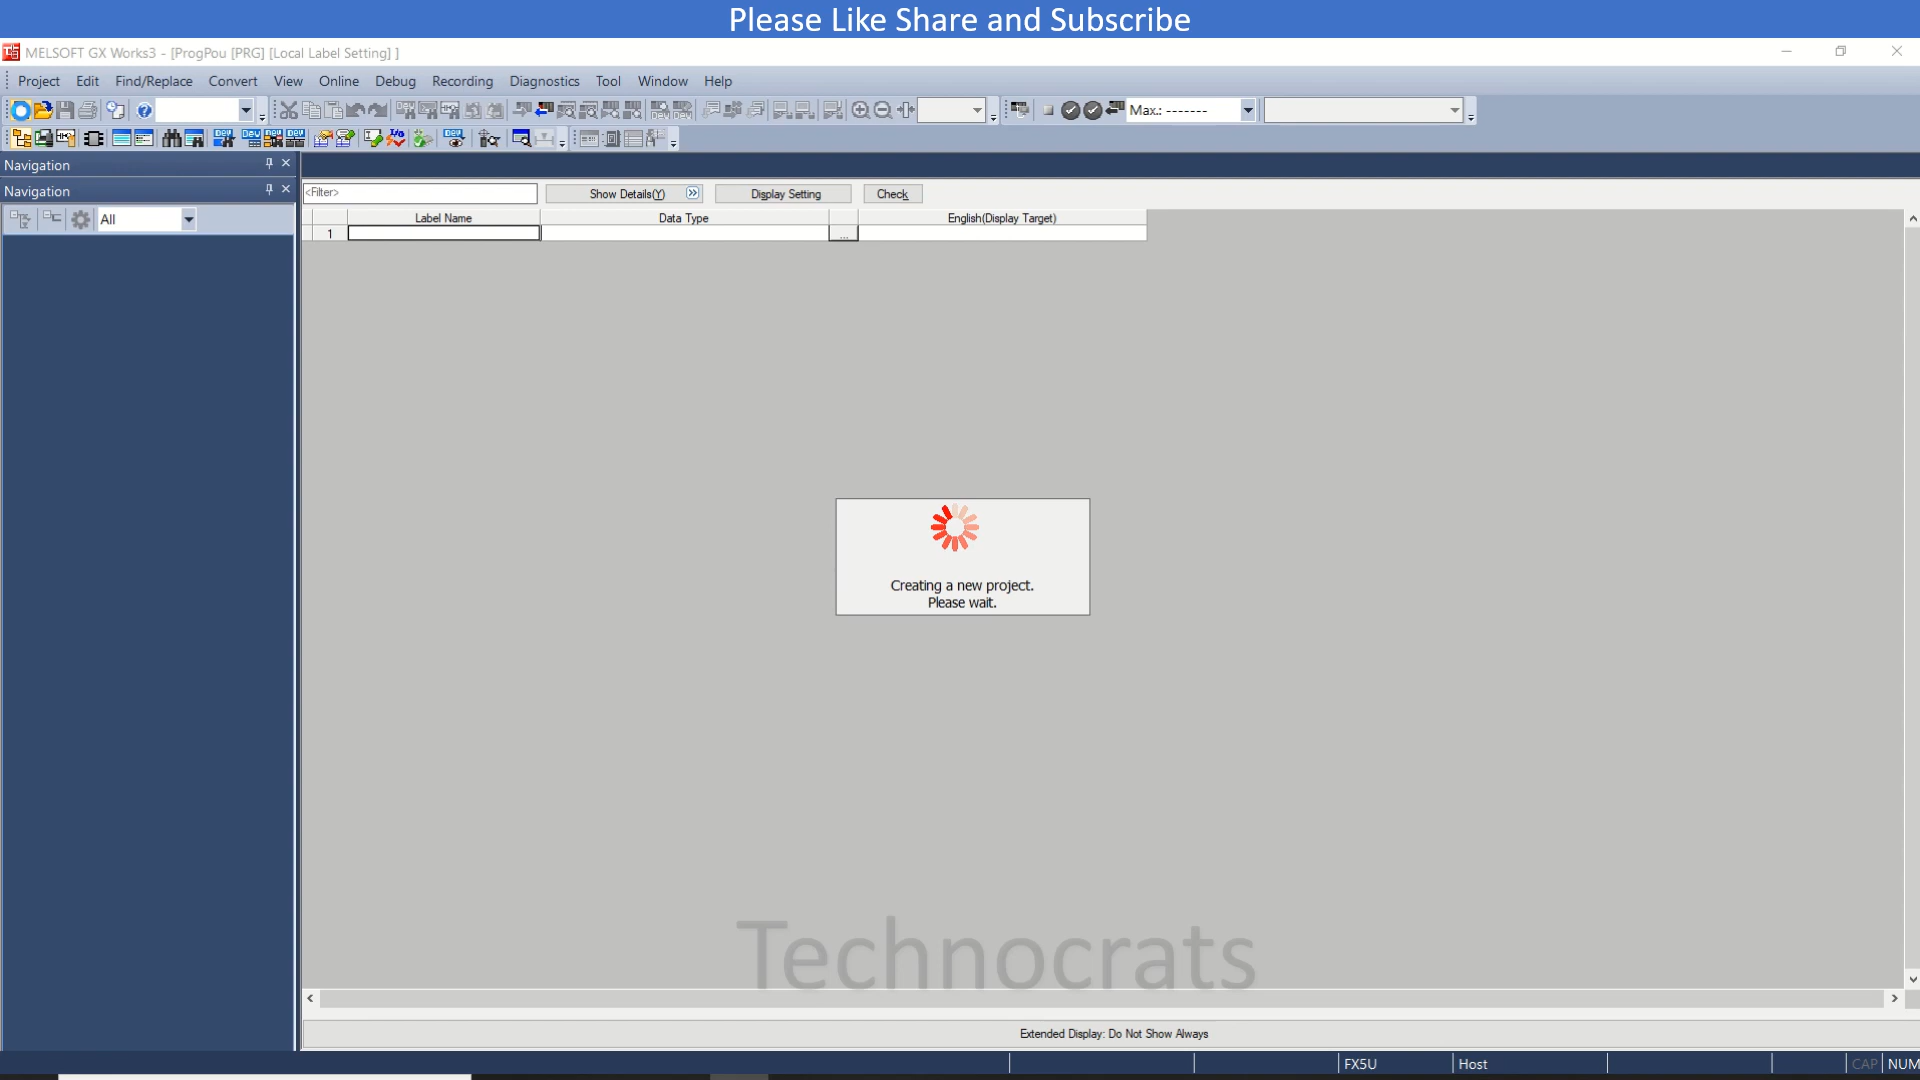 Please Like Share and Subscribe
MELSOFT GX Works3 - [ProgPou [PRG] [Local Label Setting] ]
Project Edit Find/Replace Convert View Online Debug Recording Diagnostics Tool Window Help
Max.: -------
Navigation
Navigation
All
<Filter>
Show Details(Y)
Display Setting
Check
Label Name Data Type English(Display Target)
1 ...
Creating a new project.
Please wait.
Technocrats
Extended Display: Do Not Show Always
FX5U Host CAP NUM